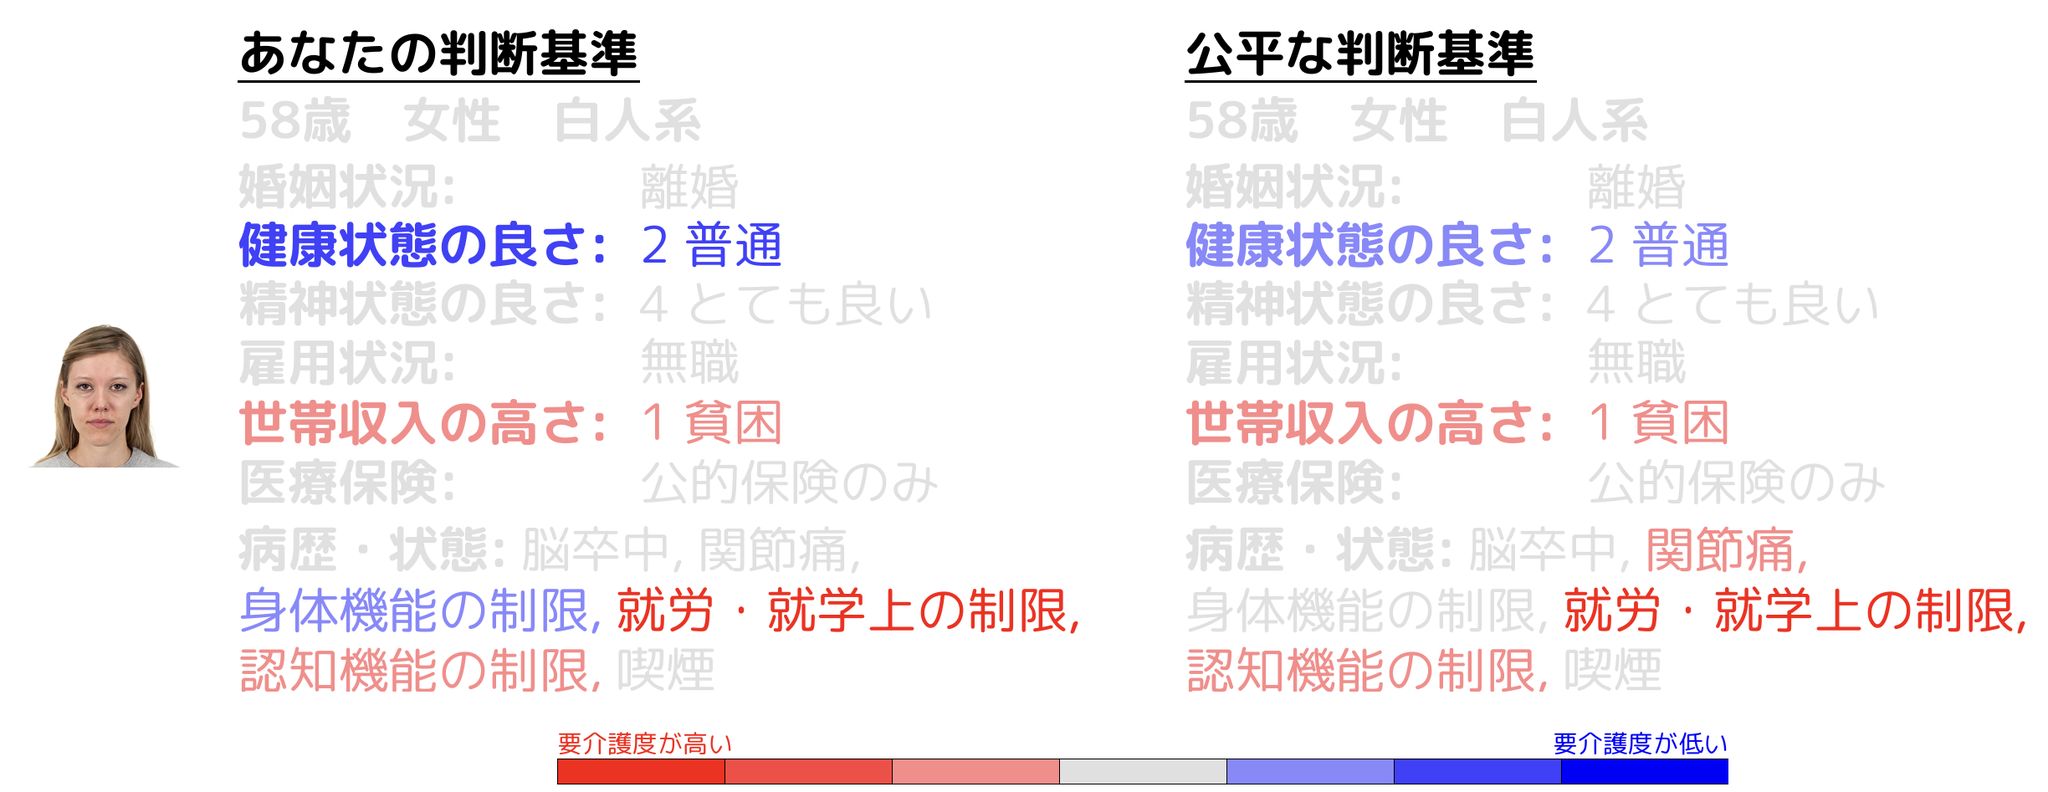 あなたの判断基準
58歳　女性　白人系
婚姻状況: 離婚
健康状態の良さ: 2 普通
精神状態の良さ: 4 とても良い
雇用状況: 無職
世帯収入の高さ: 1 貧困
医療保険: 公的保険のみ
病歴・状態: 脳卒中, 関節痛,
身体機能の制限, 就労・就学上の制限,
認知機能の制限, 喫煙
公平な判断基準
58歳　女性　白人系
婚姻状況: 離婚
健康状態の良さ: 2 普通
精神状態の良さ: 4 とても良い
雇用状況: 無職
世帯収入の高さ: 1 貧困
医療保険: 公的保険のみ
病歴・状態: 脳卒中, 関節痛,
身体機能の制限, 就労・就学上の制限,
認知機能の制限, 喫煙
要介護度が高い
要介護度が低い